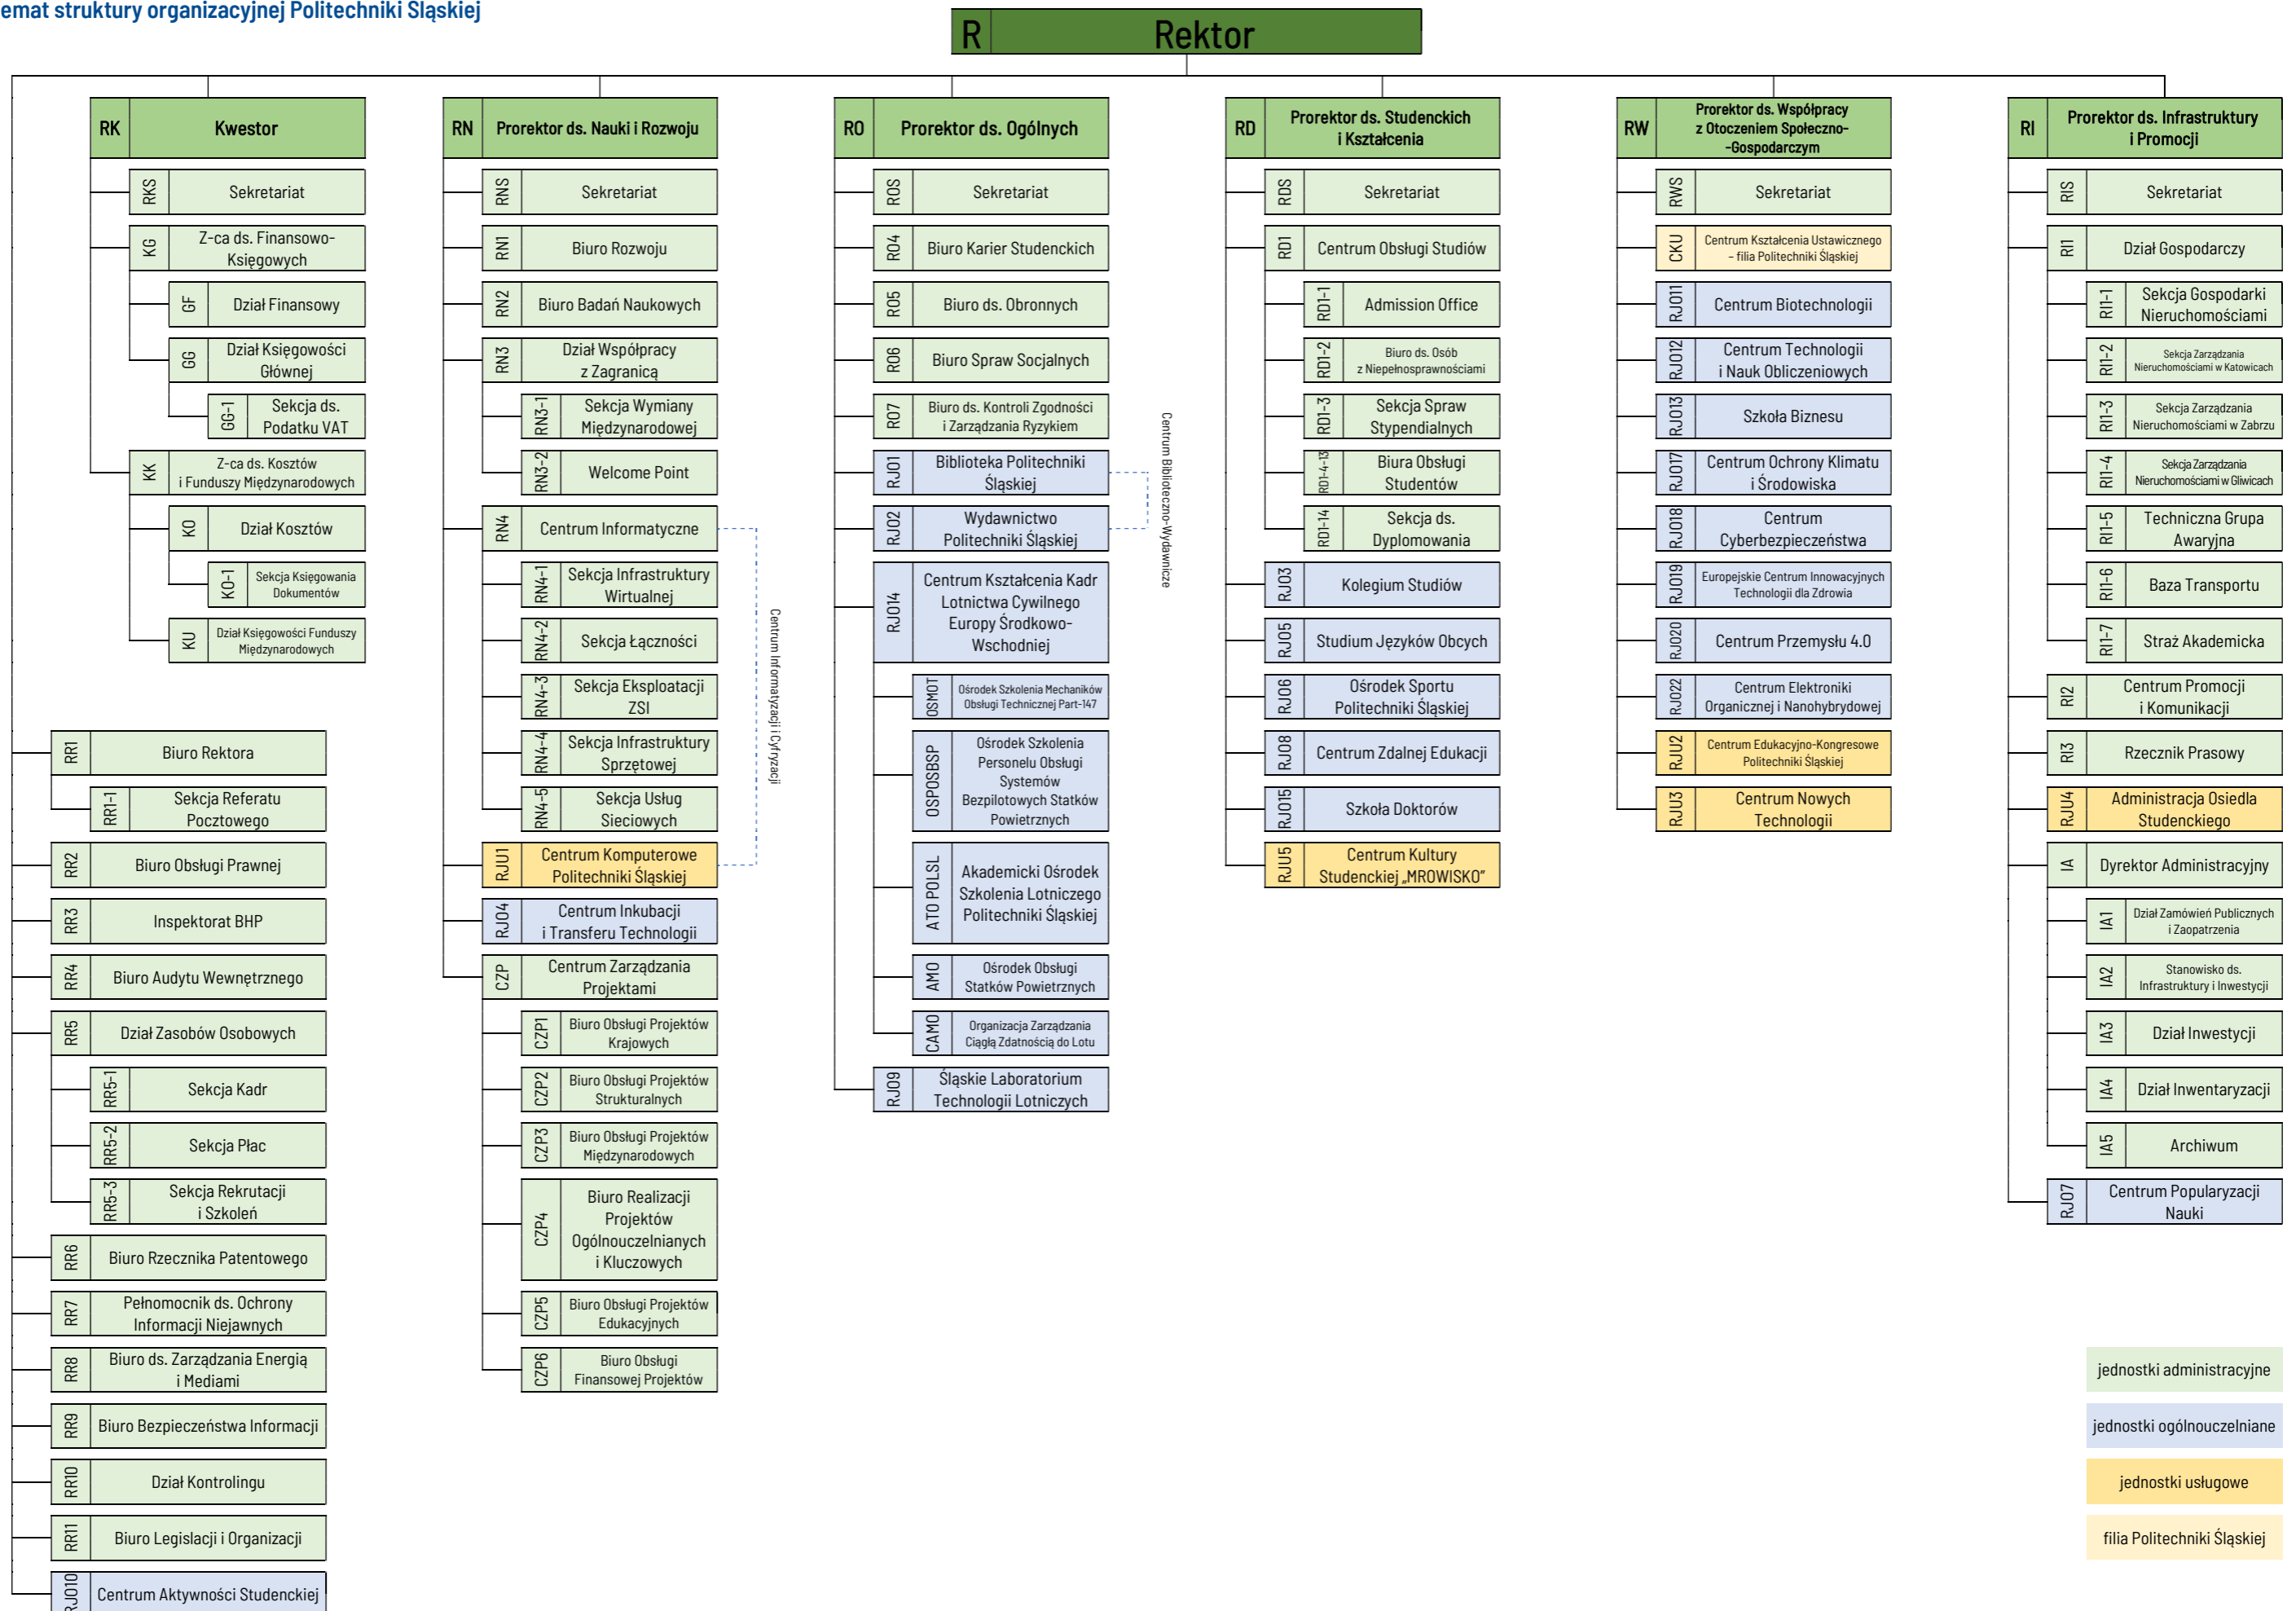 emat struktury organizacyjnej Politechniki Śląskiej
R
Rektor
RK
Kwestor
RKS
Sekretariat
KG
Z-ca ds. Finansowo-
Księgowych
GF
Dział Finansowy
GG
Dział Księgowości
Głównej
GG-1
Sekcja ds.
Podatku VAT
KK
Z-ca ds. Kosztów
i Funduszy Międzynarodowych
KO
Dział Kosztów
KO-1
Sekcja Księgowania
Dokumentów
KU
Dział Księgowości Funduszy
Międzynarodowych
RR1
Biuro Rektora
RR1-1
Sekcja Referatu
Pocztowego
RR2
Biuro Obsługi Prawnej
RR3
Inspektorat BHP
RR4
Biuro Audytu Wewnętrznego
RR5
Dział Zasobów Osobowych
RR5-1
Sekcja Kadr
RR5-2
Sekcja Płac
RR5-3
Sekcja Rekrutacji
i Szkoleń
RR6
Biuro Rzecznika Patentowego
RR7
Pełnomocnik ds. Ochrony
Informacji Niejawnych
RR8
Biuro ds. Zarządzania Energią
i Mediami
RR9
Biuro Bezpieczeństwa Informacji
RR10
Dział Kontrolingu
RR11
Biuro Legislacji i Organizacji
RJO10
Centrum Aktywności Studenckiej
RN
Prorektor ds. Nauki i Rozwoju
RNS
Sekretariat
RN1
Biuro Rozwoju
RN2
Biuro Badań Naukowych
RN3
Dział Współpracy
z Zagranicą
RN3-1
Sekcja Wymiany
Międzynarodowej
RN3-2
Welcome Point
RN4
Centrum Informatyczne
RN4-1
Sekcja Infrastruktury
Wirtualnej
RN4-2
Sekcja Łączności
RN4-3
Sekcja Eksploatacji
ZSI
RN4-4
Sekcja Infrastruktury
Sprzętowej
RN4-5
Sekcja Usług
Sieciowych
RJU1
Centrum Komputerowe
Politechniki Śląskiej
Centrum Informatyzacji i Cyfryzacji
RJO4
Centrum Inkubacji
i Transferu Technologii
CZP
Centrum Zarządzania
Projektami
CZP1
Biuro Obsługi Projektów
Krajowych
CZP2
Biuro Obsługi Projektów
Strukturalnych
CZP3
Biuro Obsługi Projektów
Międzynarodowych
CZP4
Biuro Realizacji
Projektów
Ogólnouczelnianych
i Kluczowych
CZP5
Biuro Obsługi Projektów
Edukacyjnych
CZP6
Biuro Obsługi
Finansowej Projektów
RO
Prorektor ds. Ogólnych
ROS
Sekretariat
RO4
Biuro Karier Studenckich
RO5
Biuro ds. Obronnych
RO6
Biuro Spraw Socjalnych
RO7
Biuro ds. Kontroli Zgodności
i Zarządzania Ryzykiem
RJO1
Biblioteka Politechniki
Śląskiej
RJO2
Wydawnictwo
Politechniki Śląskiej
Centrum Biblioteczno-Wydawnicze
RJO14
Centrum Kształcenia Kadr
Lotnictwa Cywilnego
Europy Środkowo-
Wschodniej
OSMOT
Ośrodek Szkolenia Mechaników
Obsługi Technicznej Part-147
OSPOSBSP
Ośrodek Szkolenia
Personelu Obsługi
Systemów
Bezpilotowych Statków
Powietrznych
ATO POLSL
Akademicki Ośrodek
Szkolenia Lotniczego
Politechniki Śląskiej
AMO
Ośrodek Obsługi
Statków Powietrznych
CAMO
Organizacja Zarządzania
Ciągłą Zdatnością do Lotu
RJO9
Śląskie Laboratorium
Technologii Lotniczych
RD
Prorektor ds. Studenckich
i Kształcenia
RDS
Sekretariat
RD1
Centrum Obsługi Studiów
RD1-1
Admission Office
RD1-2
Biuro ds. Osób
z Niepełnosprawnościami
RD1-3
Sekcja Spraw
Stypendialnych
RD1-4-13
Biura Obsługi
Studentów
RD1-14
Sekcja ds.
Dyplomowania
RJO3
Kolegium Studiów
RJO5
Studium Języków Obcych
RJO6
Ośrodek Sportu
Politechniki Śląskiej
RJO8
Centrum Zdalnej Edukacji
RJO15
Szkoła Doktorów
RJU5
Centrum Kultury
Studenckiej „MROWISKO”
RW
Prorektor ds. Współpracy
z Otoczeniem Społeczno-
-Gospodarczym
RWS
Sekretariat
CKU
Centrum Kształcenia Ustawicznego
– filia Politechniki Śląskiej
RJO11
Centrum Biotechnologii
RJO12
Centrum Technologii
i Nauk Obliczeniowych
RJO13
Szkoła Biznesu
RJO17
Centrum Ochrony Klimatu
i Środowiska
RJO18
Centrum
Cyberbezpieczeństwa
RJO19
Europejskie Centrum Innowacyjnych
Technologii dla Zdrowia
RJO20
Centrum Przemysłu 4.0
RJO22
Centrum Elektroniki
Organicznej i Nanohybrydowej
RJU2
Centrum Edukacyjno-Kongresowe
Politechniki Śląskiej
RJU3
Centrum Nowych
Technologii
RI
Prorektor ds. Infrastruktury
i Promocji
RIS
Sekretariat
RI1
Dział Gospodarczy
RI1-1
Sekcja Gospodarki
Nieruchomościami
RI1-2
Sekcja Zarządzania
Nieruchomościami w Katowicach
RI1-3
Sekcja Zarządzania
Nieruchomościami w Zabrzu
RI1-4
Sekcja Zarządzania
Nieruchomościami w Gliwicach
RI1-5
Techniczna Grupa
Awaryjna
RI1-6
Baza Transportu
RI1-7
Straż Akademicka
RI2
Centrum Promocji
i Komunikacji
RI3
Rzecznik Prasowy
RJU4
Administracja Osiedla
Studenckiego
IA
Dyrektor Administracyjny
IA1
Dział Zamówień Publicznych
i Zaopatrzenia
IA2
Stanowisko ds.
Infrastruktury i Inwestycji
IA3
Dział Inwestycji
IA4
Dział Inwentaryzacji
IA5
Archiwum
RJO7
Centrum Popularyzacji
Nauki
jednostki administracyjne
jednostki ogólnouczelniane
jednostki usługowe
filia Politechniki Śląskiej